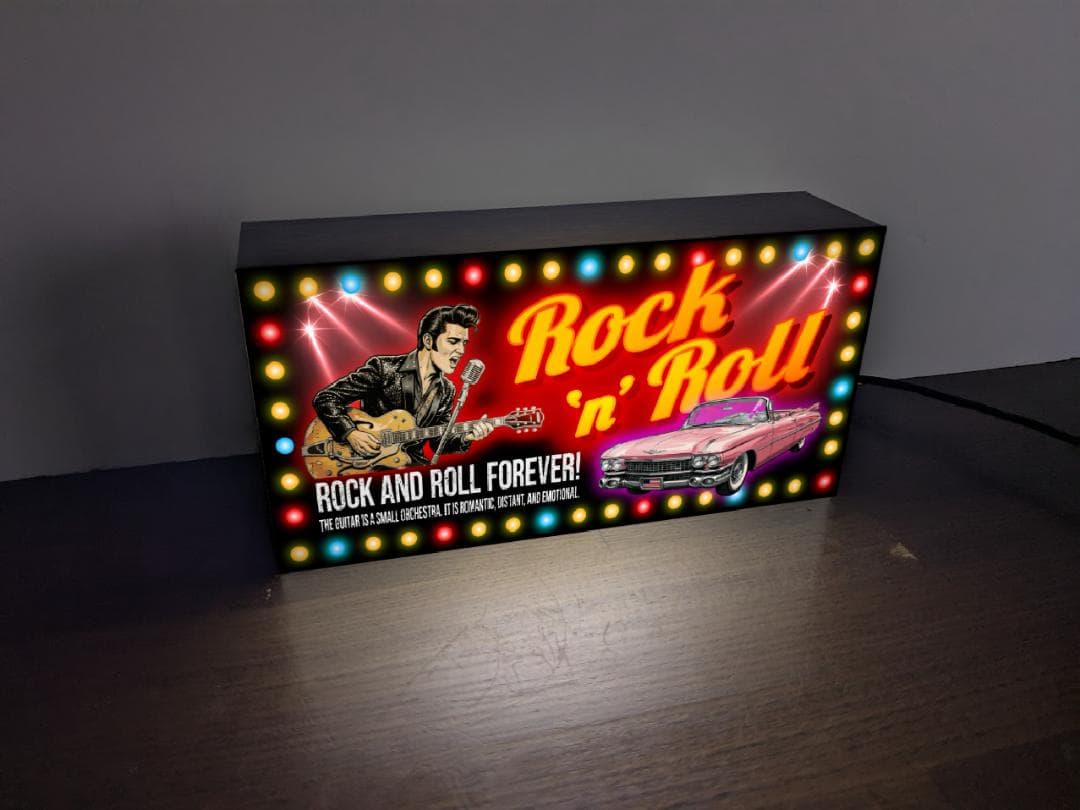 Rock
'n' Roll
ROCK AND ROLL FOREVER!
THE GUITAR IS A SMALL ORCHESTRA. IT IS ROMANTIC, DISTANT, AND EMOTIONAL.